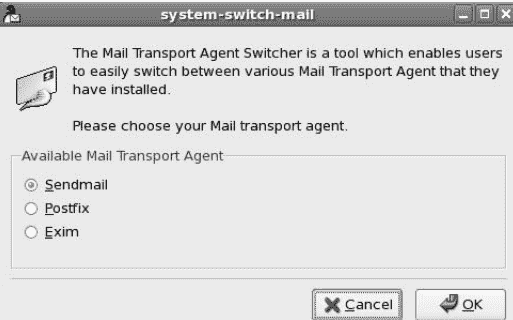 system-switch-mail
The Mail Transport Agent Switcher is a tool which enables users
to easily switch between various Mail Transport Agent that they
have installed.
Please choose your Mail transport agent.
Available Mail Transport Agent
Sendmail
Postfix
Exim
Cancel
OK